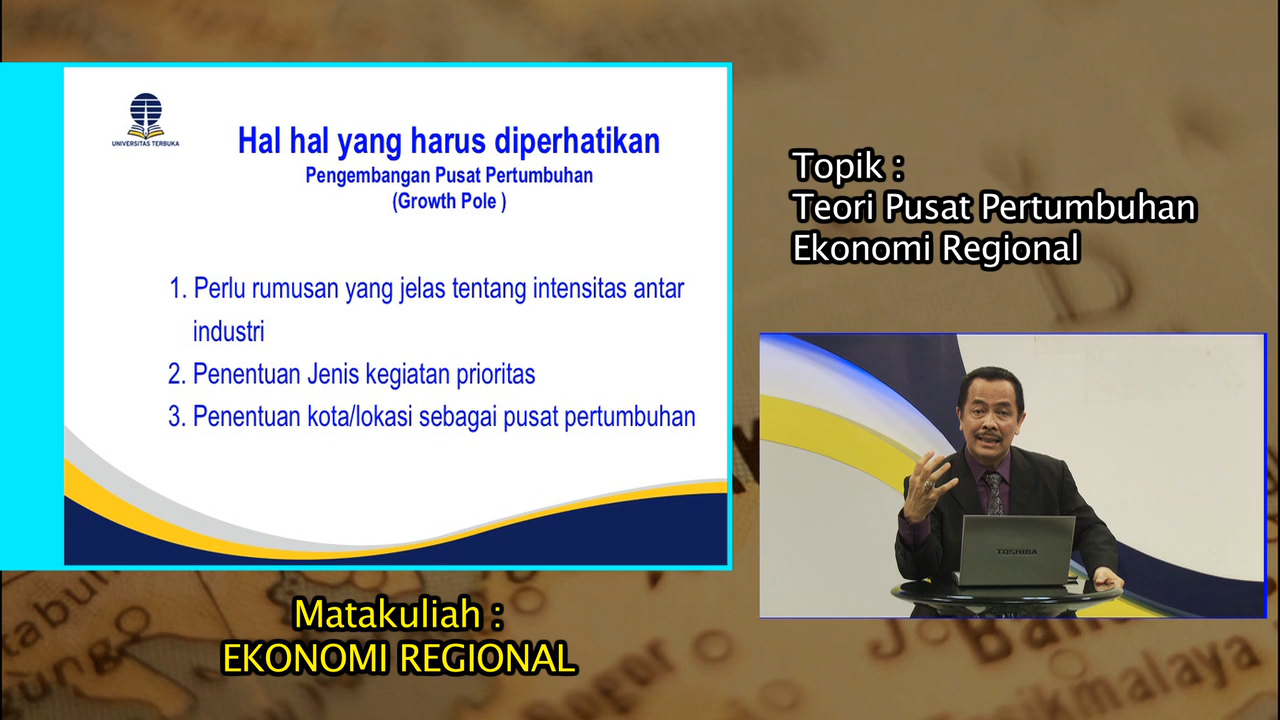 UNIVERSITAS TERBUKA
Hal hal yang harus diperhatikan
Pengembangan Pusat Pertumbuhan
(Growth Pole )
1. Perlu rumusan yang jelas tentang intensitas antar
industri
2. Penentuan Jenis kegiatan prioritas
3. Penentuan kota/lokasi sebagai pusat pertumbuhan
Topik :
Teori Pusat Pertumbuhan
Ekonomi Regional
TOSHIBA
Matakuliah :
EKONOMI REGIONAL
Bogor
Tasikmalaya